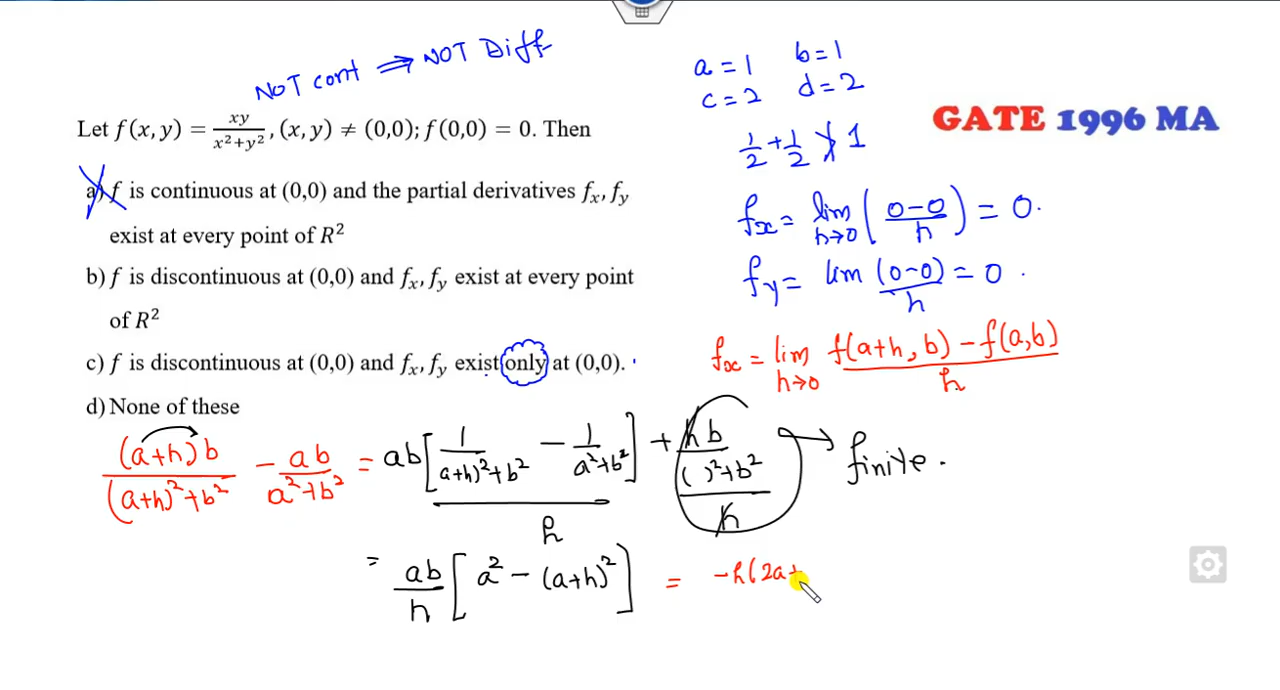 NOT cont ⇒ NOT Diff
a = 1 b = 1
c = 2 d = 2
Let f(x, y) = xy/(x²+y²), (x, y) ≠ (0,0); f(0,0) = 0. Then
GATE 1996 MA
1/2 + 1/2 ≯ 1
a) f is continuous at (0,0) and the partial derivatives fₓ, f_y
exist at every point of R²
fₓ = lim h→0 ((0−0)/h) = 0.
b) f is discontinuous at (0,0) and fₓ, f_y exist at every point
of R²
f_y = lim (0−0)/h = 0.
c) f is discontinuous at (0,0) and fₓ, f_y exist only at (0,0).
fₓ = lim h→0 (f(a+h, b) − f(a,b))/h
d) None of these
(a+h)b/((a+h)²+b²) − ab/(a²+b²) = ab[1/((a+h)²+b²) − 1/(a²+b²)]/h + (hb/(( )²+b²))/h → finite.
= ab/h [a² − (a+h)²] = −h(2a+